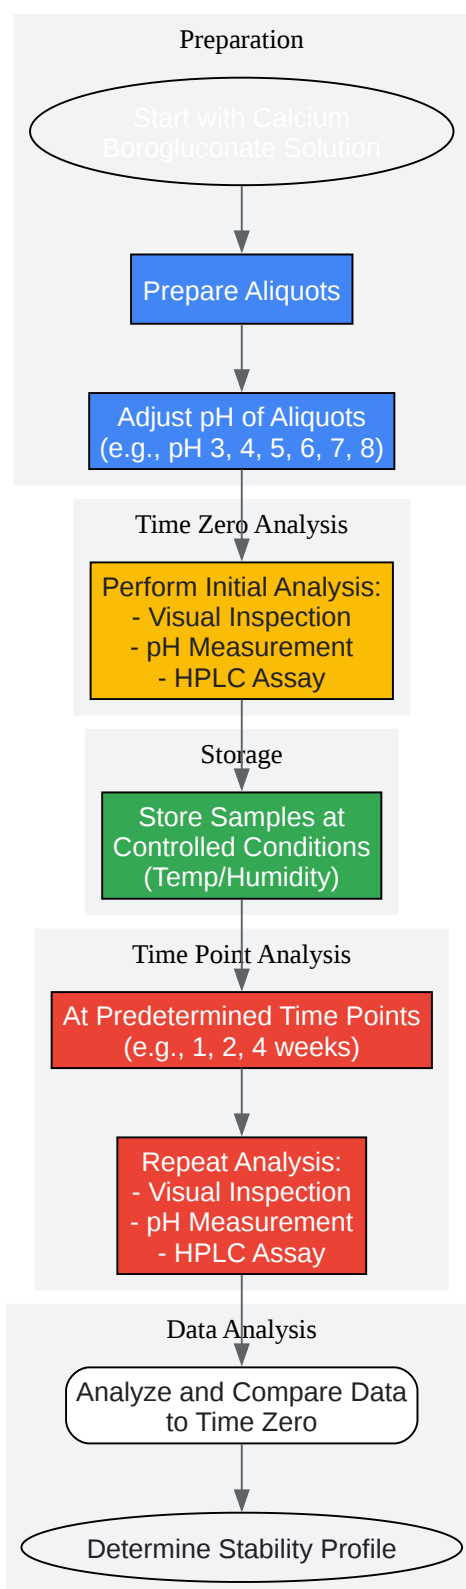 Preparation
Start with Calcium
Borogluconate Solution
Prepare Aliquots
Adjust pH of Aliquots
(e.g., pH 3, 4, 5, 6, 7, 8)
Time Zero Analysis
Perform Initial Analysis:
- Visual Inspection
- pH Measurement
- HPLC Assay
Storage
Store Samples at
Controlled Conditions
(Temp/Humidity)
Time Point Analysis
At Predetermined Time Points
(e.g., 1, 2, 4 weeks)
Repeat Analysis:
- Visual Inspection
- pH Measurement
- HPLC Assay
Data Analysis
Analyze and Compare Data
to Time Zero
Determine Stability Profile